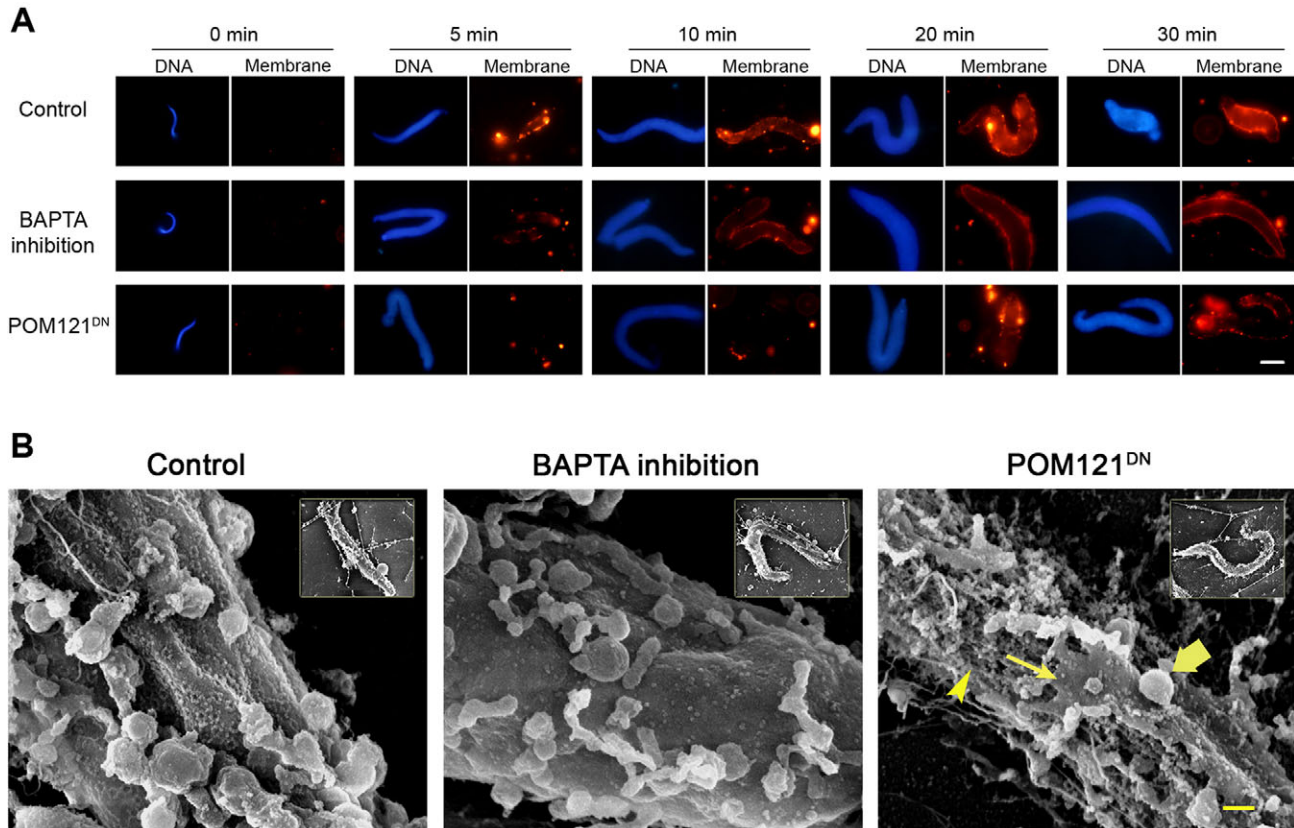 A
0 min 5 min 10 min 20 min 30 min
DNA Membrane DNA Membrane DNA Membrane DNA Membrane DNA Membrane
Control
BAPTA
inhibition
POM121ᴰᴺ
B
Control BAPTA inhibition POM121ᴰᴺ